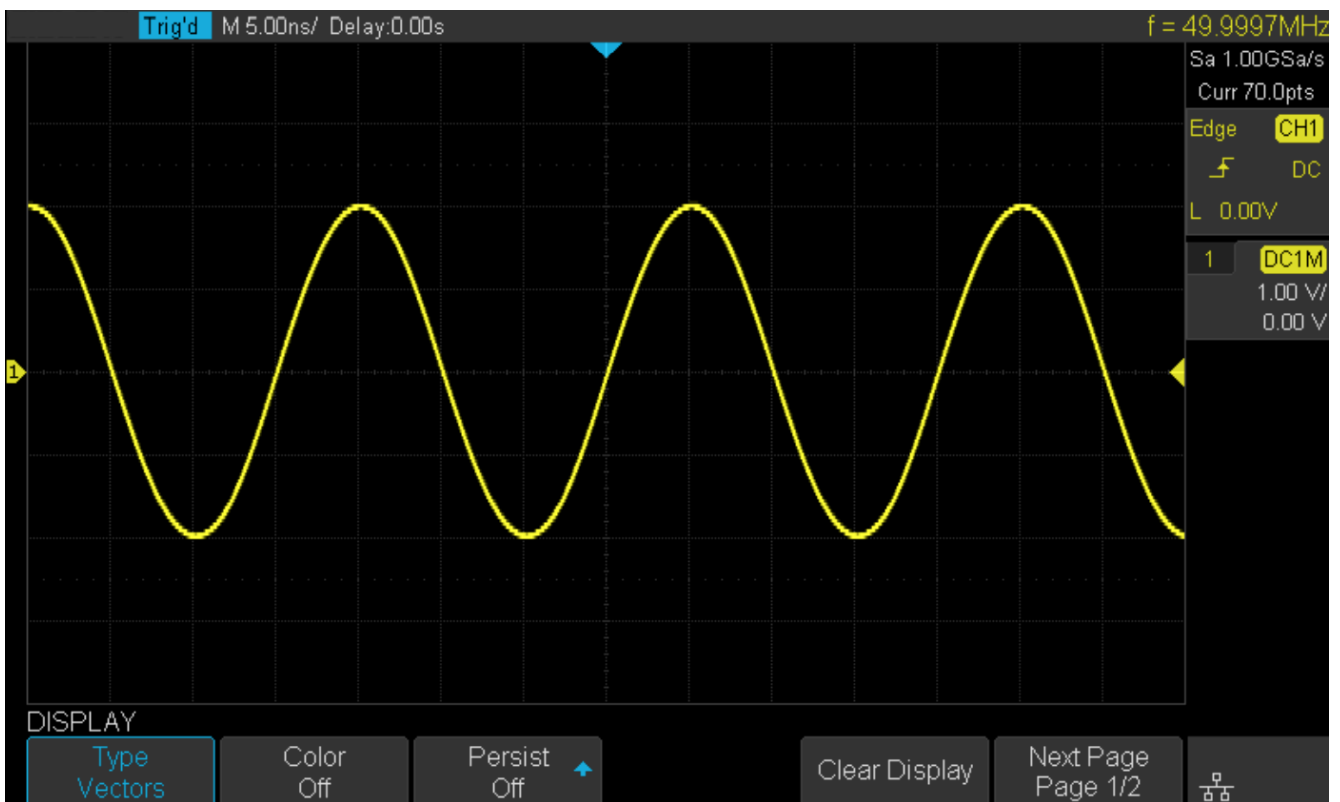 Trig'd M 5.00ns/ Delay:0.00s f = 49.9997MHz
Sa 1.00GSa/s
Curr 70.0pts
Edge CH1
DC
L 0.00V
1 DC1M
1.00 V/
0.00 V
1
DISPLAY
Type
Vectors
Color
Off
Persist
Off
Clear Display
Next Page
Page 1/2